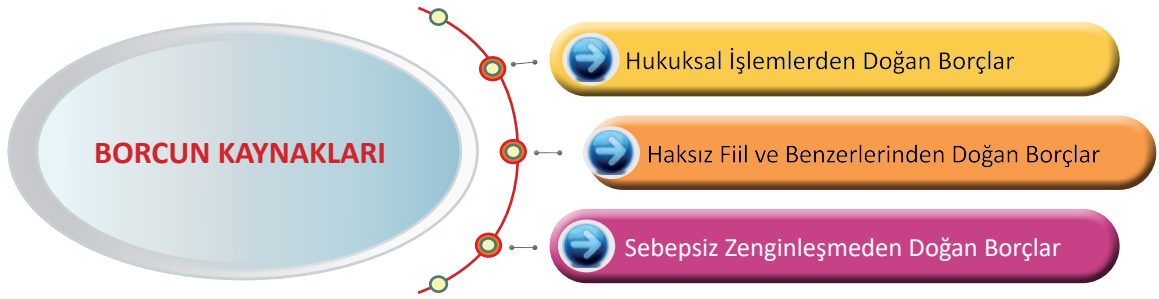 BORCUN KAYNAKLARI
Hukuksal İşlemlerden Doğan Borçlar
Haksız Fiil ve Benzerlerinden Doğan Borçlar
Sebepsiz Zenginleşmeden Doğan Borçlar